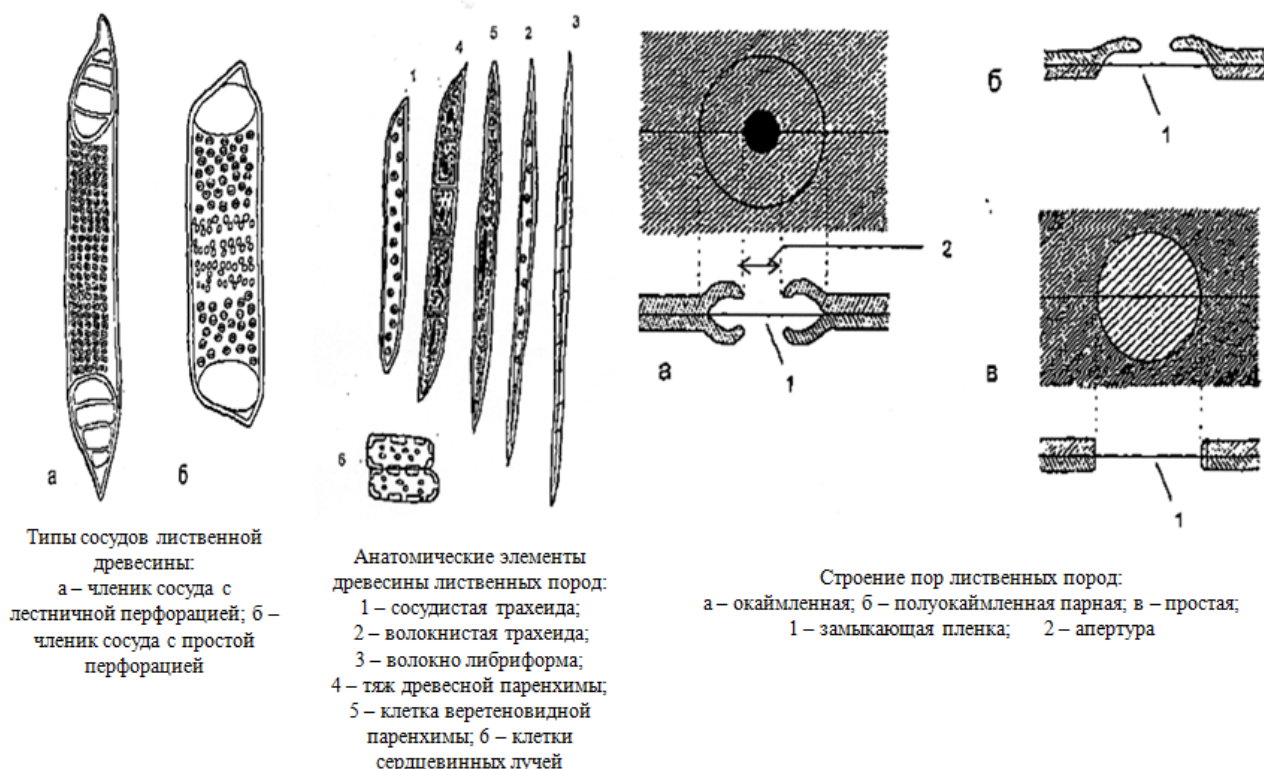 1
4
5
2
3
6
а
б
Типы сосудов лиственной
древесины:
а – членик сосуда с
лестничной перфорацией; б –
членик сосуда с простой
перфорацией
Анатомические элементы
древесины лиственных пород:
1 – сосудистая трахеида;
2 – волокнистая трахеида;
3 – волокно либриформа;
4 – тяж древесной паренхимы;
5 – клетка веретеновидной
паренхимы; 6 – клетки
сердцевинных лучей
2
а
1
б
1
в
1
Строение пор лиственных пород:
а – окаймленная; б – полуокаймленная парная; в – простая;
1 – замыкающая пленка; 2 – апертура